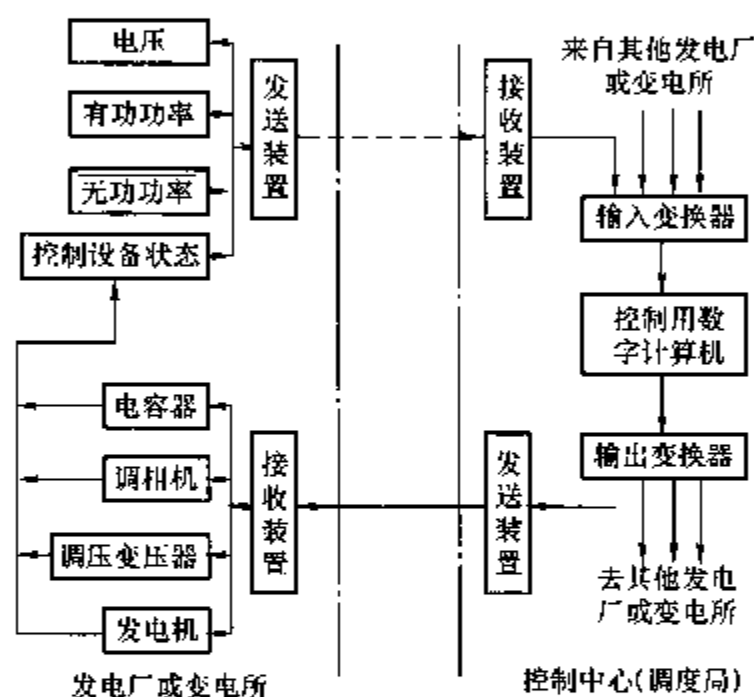 电压
有功功率
无功功率
控制设备状态
发送装置
接收装置
来自其他发电厂
或变电所
输入变换器
控制用数
字计算机
输出变换器
去其他发电
厂或变电所
电容器
调相机
调压变压器
发电机
接收装置
发送装置
发电厂或变电所
控制中心(调度局)